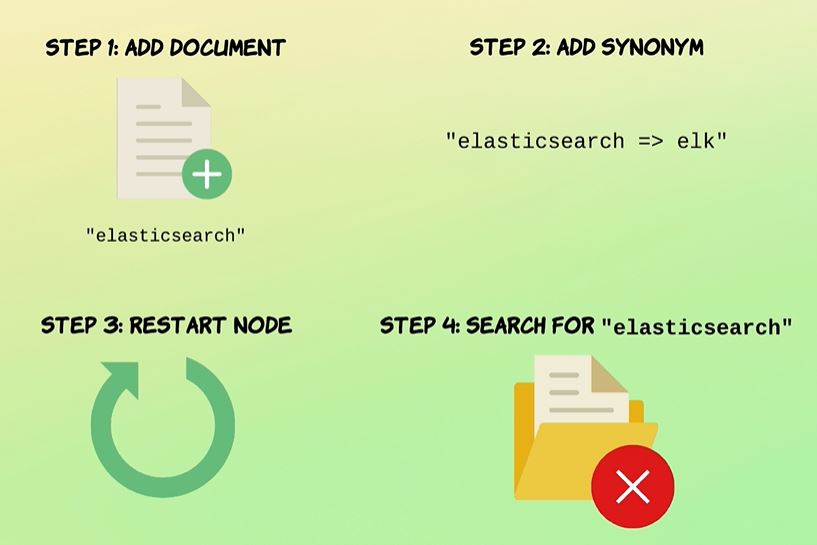 STEP 1: ADD DOCUMENT
"elasticsearch"
STEP 2: ADD SYNONYM
"elasticsearch => elk"
STEP 3: RESTART NODE
STEP 4: SEARCH FOR "elasticsearch"